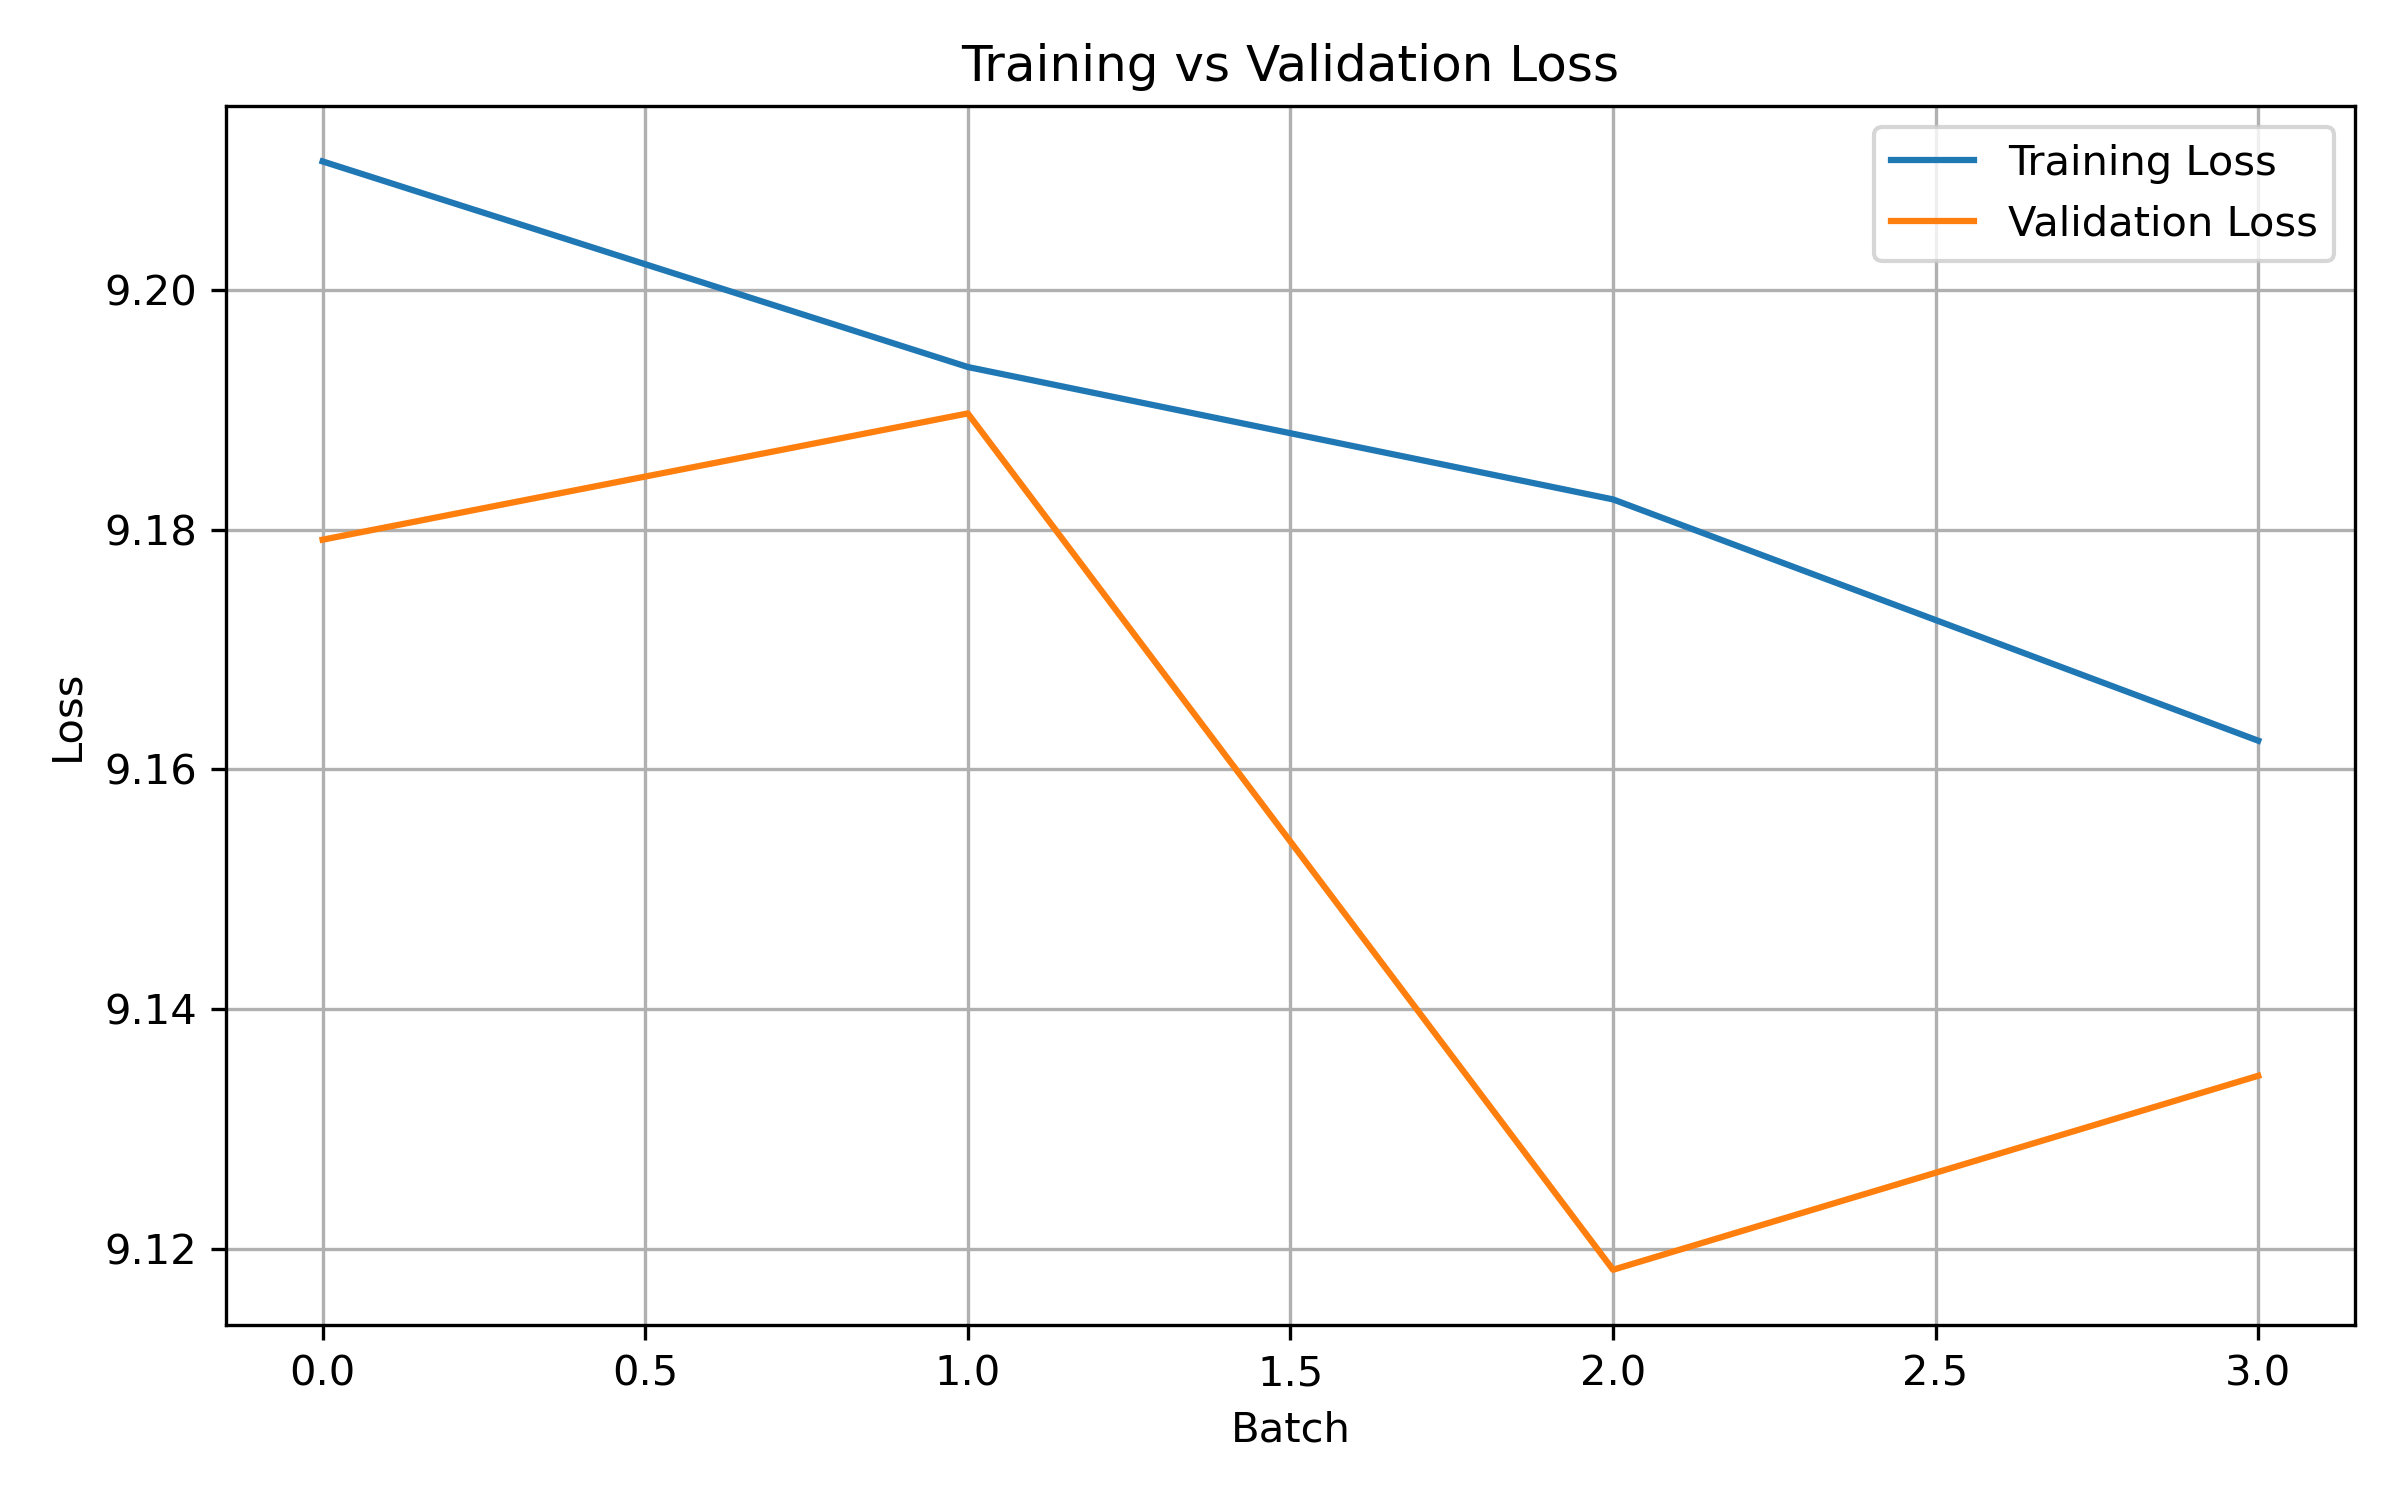 Training vs Validation Loss
Training Loss
Validation Loss
9.20
9.18
9.16
9.14
9.12
Loss
0.0 0.5 1.0 1.5 2.0 2.5 3.0
Batch